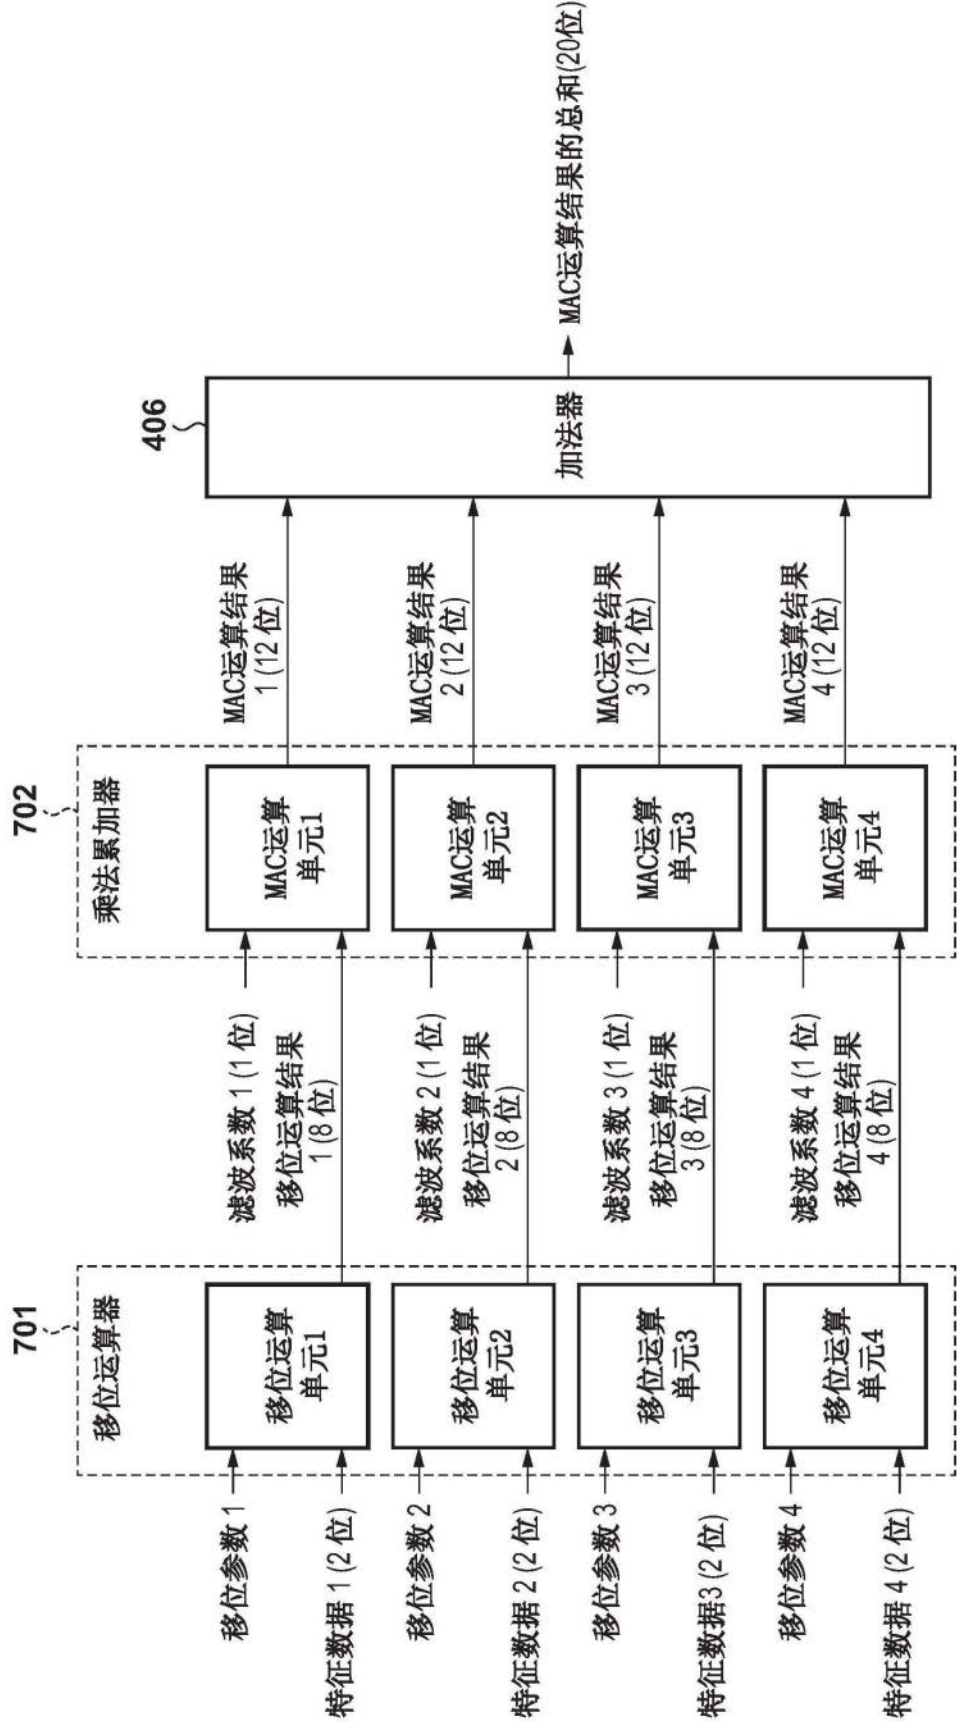 701
移位运算器
移位参数 1
特征数据 1 (2 位)
移位运算
单元1
移位参数 2
特征数据 2 (2 位)
移位运算
单元2
移位参数 3
特征数据3 (2 位)
移位运算
单元3
移位参数 4
特征数据 4 (2 位)
移位运算
单元4
滤波系数 1 (1 位)
移位运算结果
1 (8 位)
滤波系数 2 (1 位)
移位运算结果
2 (8 位)
滤波系数 3 (1 位)
移位运算结果
3 (8 位)
滤波系数 4 (1 位)
移位运算结果
4 (8 位)
702
乘法累加器
MAC运算
单元1
MAC运算
单元2
MAC运算
单元3
MAC运算
单元4
MAC运算结果
1 (12 位)
MAC运算结果
2 (12 位)
MAC运算结果
3 (12 位)
MAC运算结果
4 (12 位)
406
加法器
MAC运算结果的总和(20位)